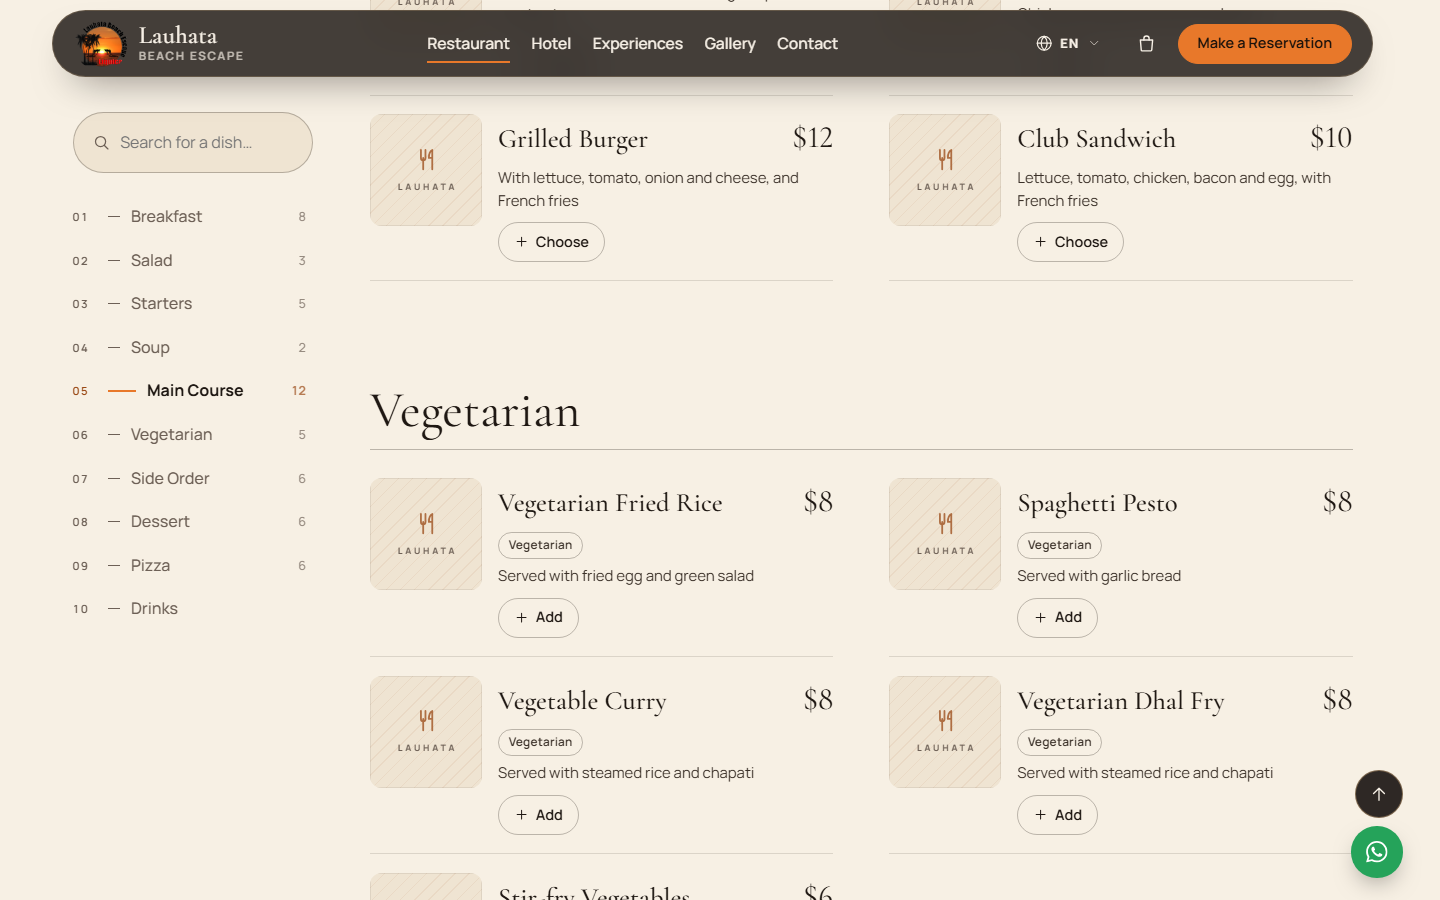 Lauhata
BEACH ESCAPE
Restaurant
Hotel
Experiences
Gallery
Contact
EN
Make a Reservation
Search for a dish...
01 — Breakfast 8
02 — Salad 3
03 — Starters 5
04 — Soup 2
05 — Main Course 12
06 — Vegetarian 5
07 — Side Order 6
08 — Dessert 6
09 — Pizza 6
10 — Drinks
LAUHATA
Grilled Burger $12
With lettuce, tomato, onion and cheese, and
French fries
+ Choose
LAUHATA
Club Sandwich $10
Lettuce, tomato, chicken, bacon and egg, with
French fries
+ Choose
Vegetarian
LAUHATA
Vegetarian Fried Rice $8
Vegetarian
Served with fried egg and green salad
+ Add
LAUHATA
Spaghetti Pesto $8
Vegetarian
Served with garlic bread
+ Add
LAUHATA
Vegetable Curry $8
Vegetarian
Served with steamed rice and chapati
+ Add
LAUHATA
Vegetarian Dhal Fry $8
Vegetarian
Served with steamed rice and chapati
+ Add
Stir-fry Vegetables $6